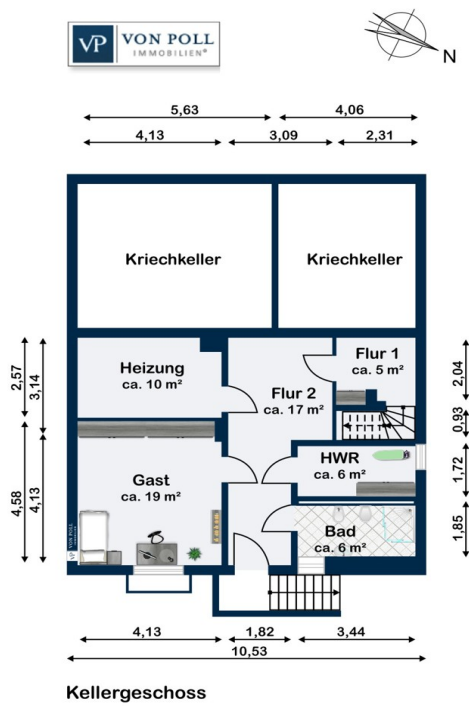 VP VON POLL
IMMOBILIEN®
N
5,63 4,06
4,13 3,09 2,31
Kriechkeller Kriechkeller
Heizung
ca. 10 m²
Flur 1
ca. 5 m²
Flur 2
ca. 17 m²
HWR
ca. 6 m²
Gast
ca. 19 m²
Bad
ca. 6 m²
2,57
3,14
4,58
4,13
2,04
0,93
1,72
1,85
VP VON POLL
4,13 1,82 3,44
10,53
Kellergeschoss